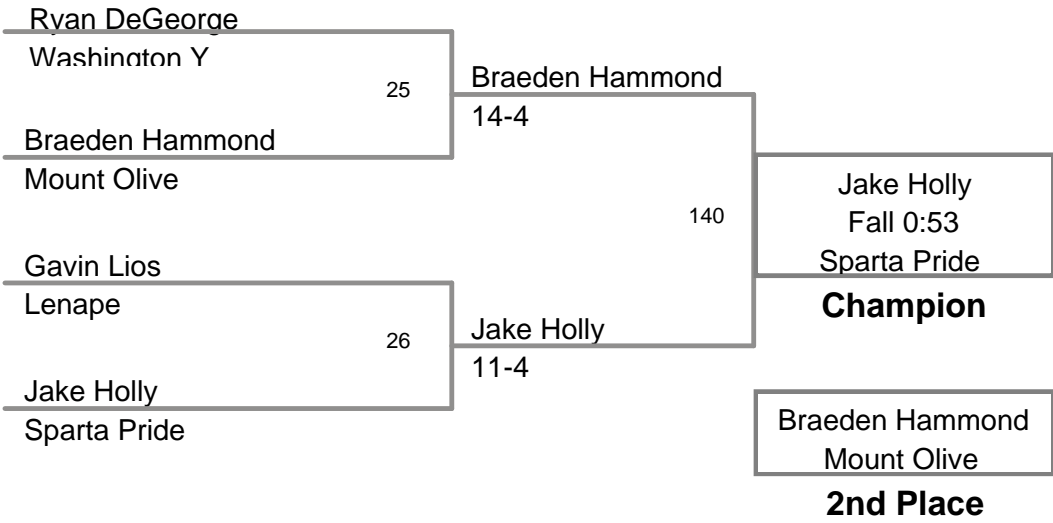 Ryan DeGeorge
Washington Y
25
Braeden Hammond
Mount Olive
Braeden Hammond
14-4
Gavin Lios
Lenape
26
Jake Holly
Sparta Pride
Jake Holly
11-4
140
Jake Holly
Fall 0:53
Sparta Pride
Champion
Braeden Hammond
Mount Olive
2nd Place